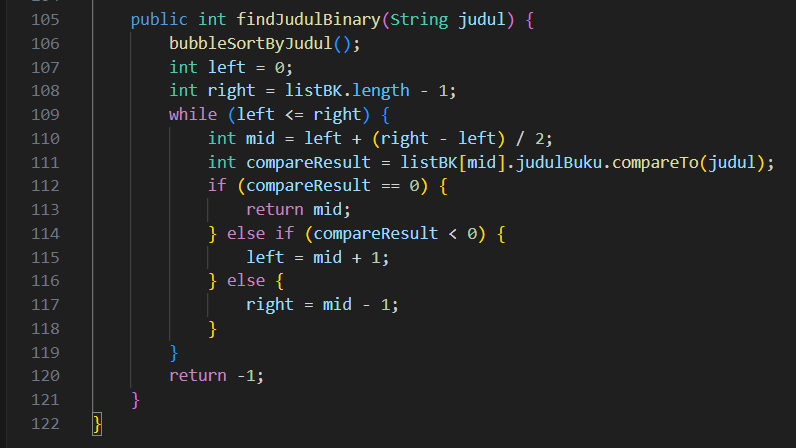 105 public int findJudulBinary(String judul) {
106 bubbleSortByJudul();
107 int left = 0;
108 int right = listBK.length - 1;
109 while (left <= right) {
110 int mid = left + (right - left) / 2;
111 int compareResult = listBK[mid].judulBuku.compareTo(judul);
112 if (compareResult == 0) {
113 return mid;
114 } else if (compareResult < 0) {
115 left = mid + 1;
116 } else {
117 right = mid - 1;
118 }
119 }
120 return -1;
121 }
122 }